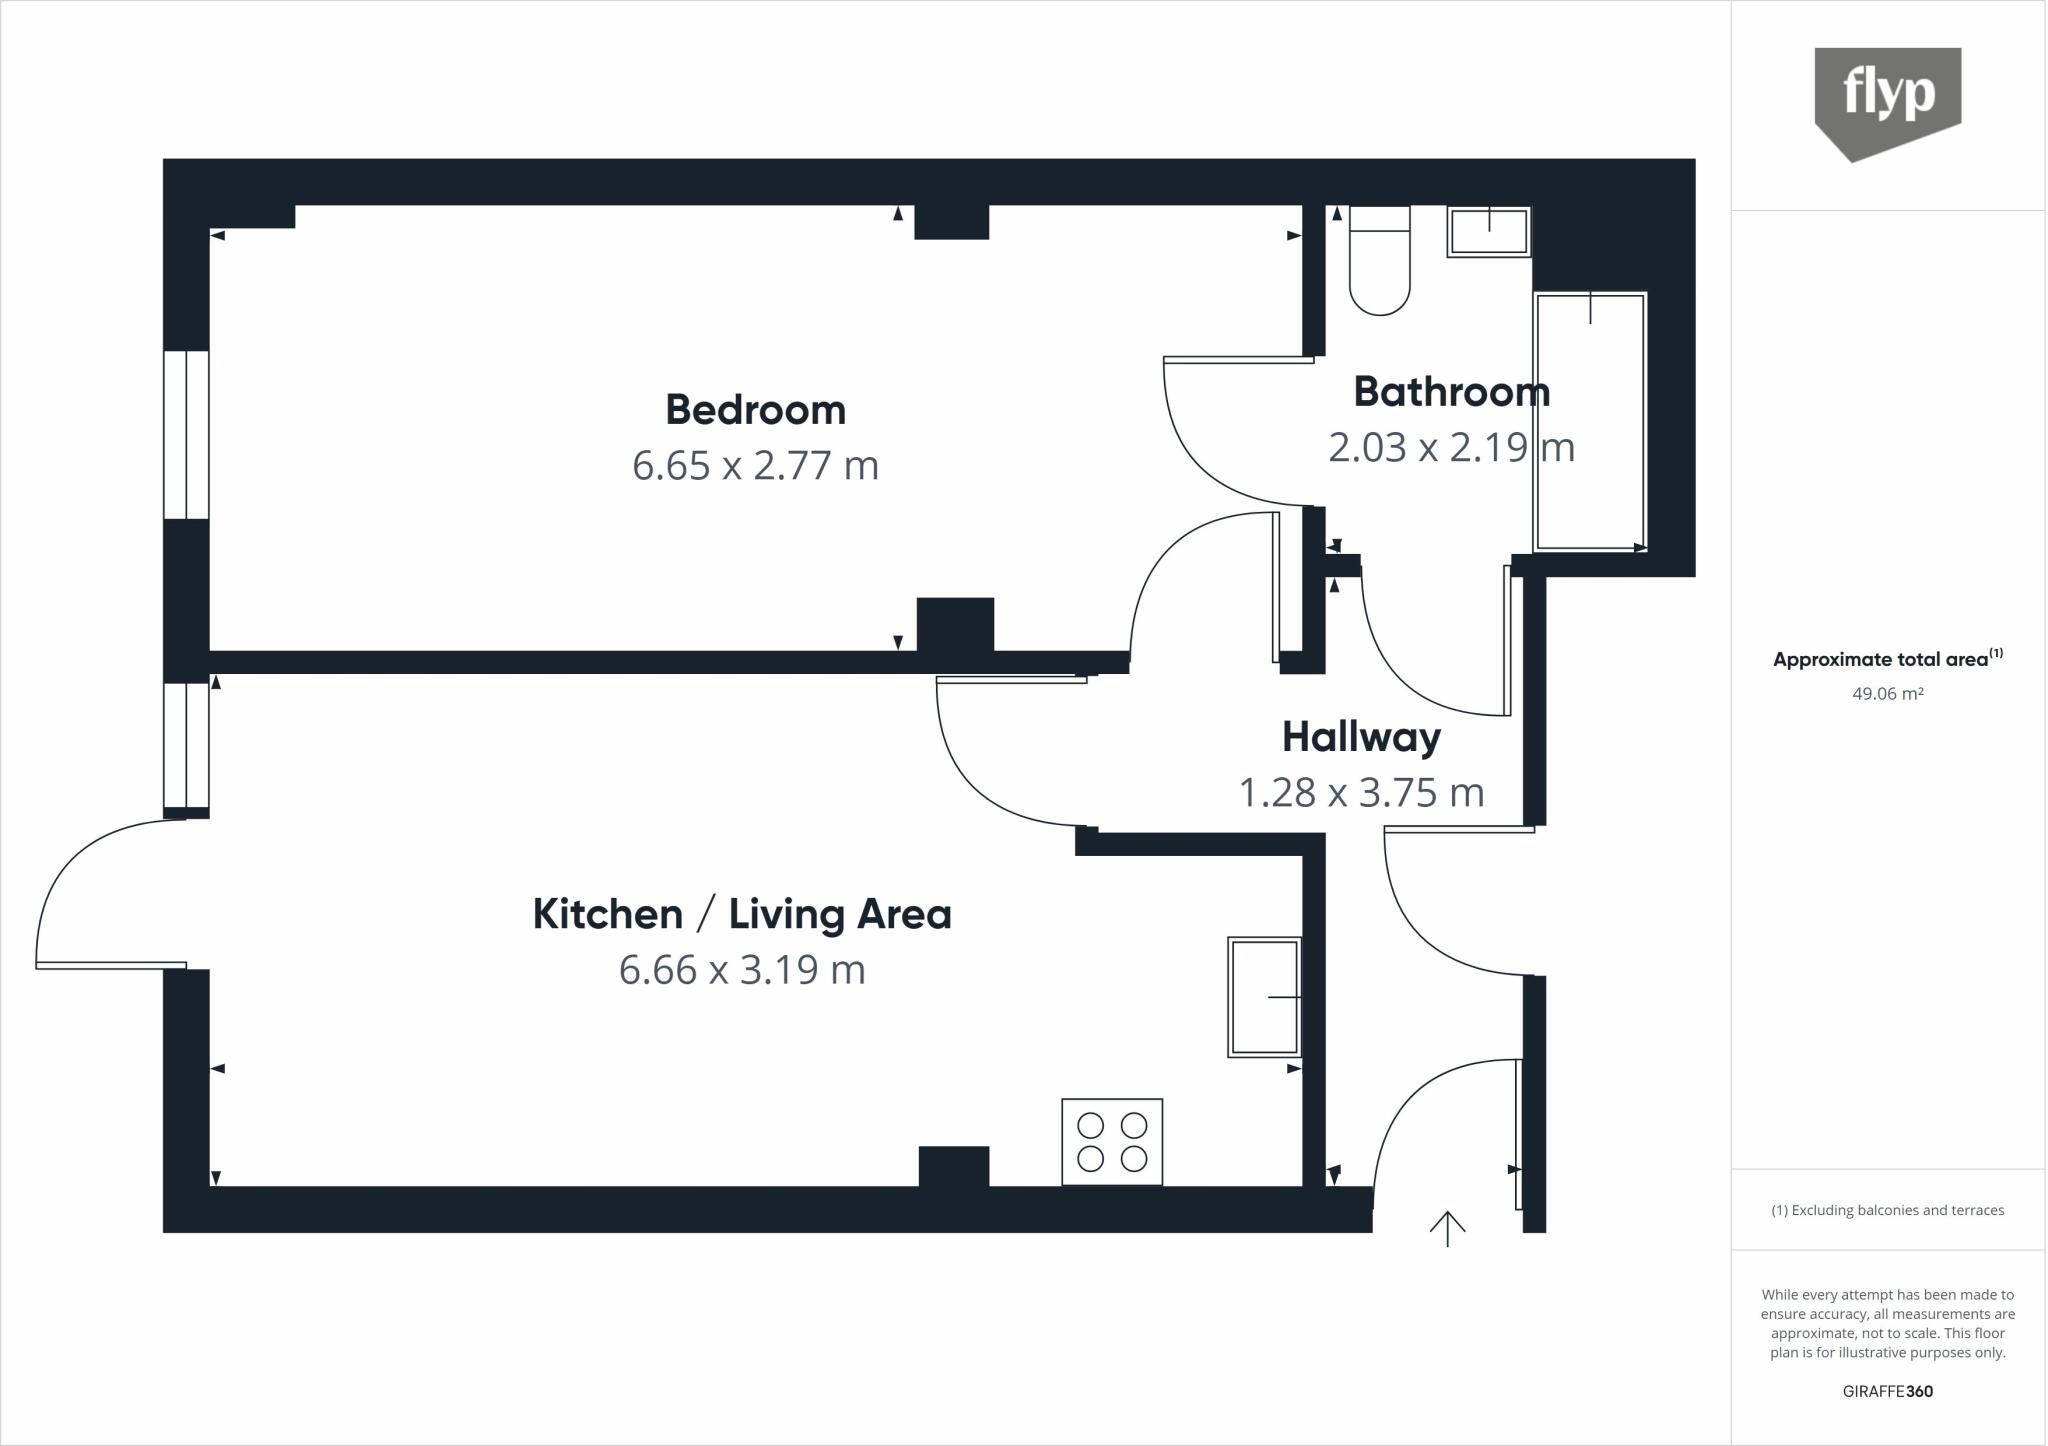 flyp
Bedroom
6.65 x 2.77 m
Bathroom
2.03 x 2.19 m
Hallway
1.28 x 3.75 m
Kitchen / Living Area
6.66 x 3.19 m
Approximate total area(1)
49.06 m²
(1) Excluding balconies and terraces
While every attempt has been made to
ensure accuracy, all measurements are
approximate, not to scale. This floor
plan is for illustrative purposes only.
GIRAFFE360